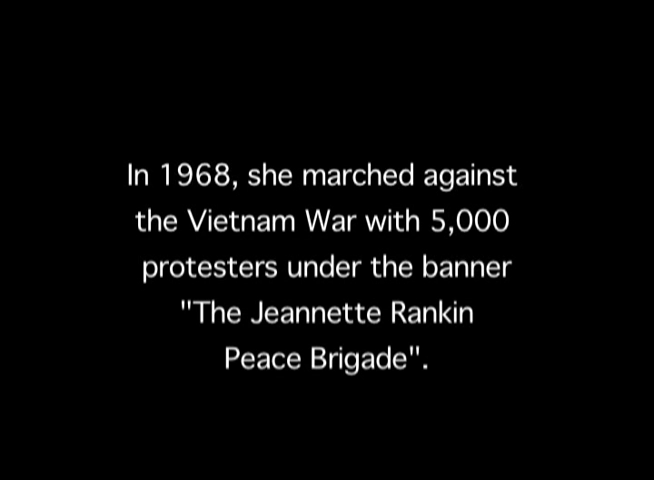 In 1968, she marched against
the Vietnam War with 5,000
protesters under the banner
"The Jeannette Rankin
Peace Brigade".